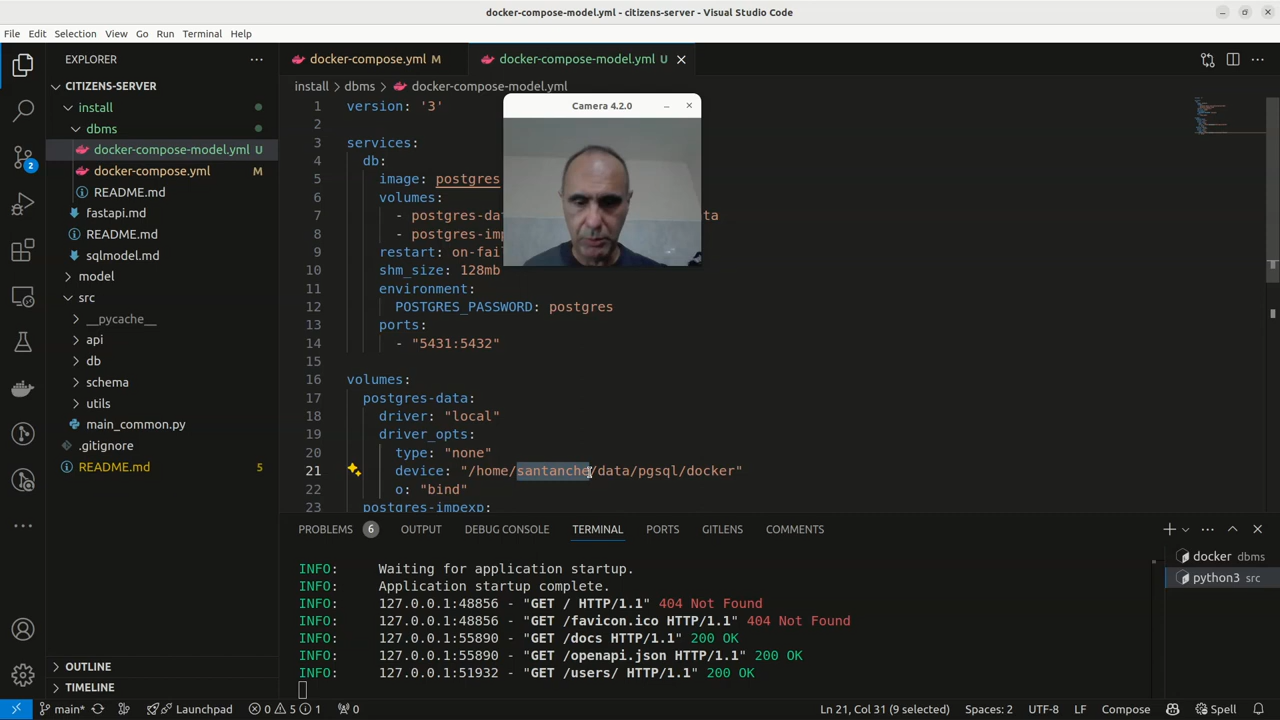 docker-compose-model.yml - citizens-server - Visual Studio Code
File Edit Selection View Go Run Terminal Help
EXPLORER
docker-compose.yml M
docker-compose-model.yml U
CITIZENS-SERVER
install
dbms
docker-compose-model.yml U
docker-compose.yml M
README.md
fastapi.md
README.md
sqlmodel.md
model
src
__pycache__
api
db
schema
utils
main_common.py
.gitignore
README.md 5
OUTLINE
TIMELINE
2
install > dbms > docker-compose-model.yml
Camera 4.2.0
1 version: '3'
2
3 services:
4 db:
5 image: postgres
6 volumes:
7 - postgres-da ta
8 - postgres-imp
9 restart: on-fai
10 shm_size: 128mb
11 environment:
12 POSTGRES_PASSWORD: postgres
13 ports:
14 - "5431:5432"
15
16 volumes:
17 postgres-data:
18 driver: "local"
19 driver_opts:
20 type: "none"
21 device: "/home/santanche/data/pgsql/docker"
22 o: "bind"
23 postgres-impexp:
PROBLEMS 6 OUTPUT DEBUG CONSOLE TERMINAL PORTS GITLENS COMMENTS
INFO: Waiting for application startup.
INFO: Application startup complete.
INFO: 127.0.0.1:48856 - "GET / HTTP/1.1" 404 Not Found
INFO: 127.0.0.1:48856 - "GET /favicon.ico HTTP/1.1" 404 Not Found
INFO: 127.0.0.1:55890 - "GET /docs HTTP/1.1" 200 OK
INFO: 127.0.0.1:55890 - "GET /openapi.json HTTP/1.1" 200 OK
INFO: 127.0.0.1:51932 - "GET /users/ HTTP/1.1" 200 OK
docker dbms
python3 src
main* Launchpad 0 5 1 0 Ln 21, Col 31 (9 selected) Spaces: 2 UTF-8 LF Compose Spell